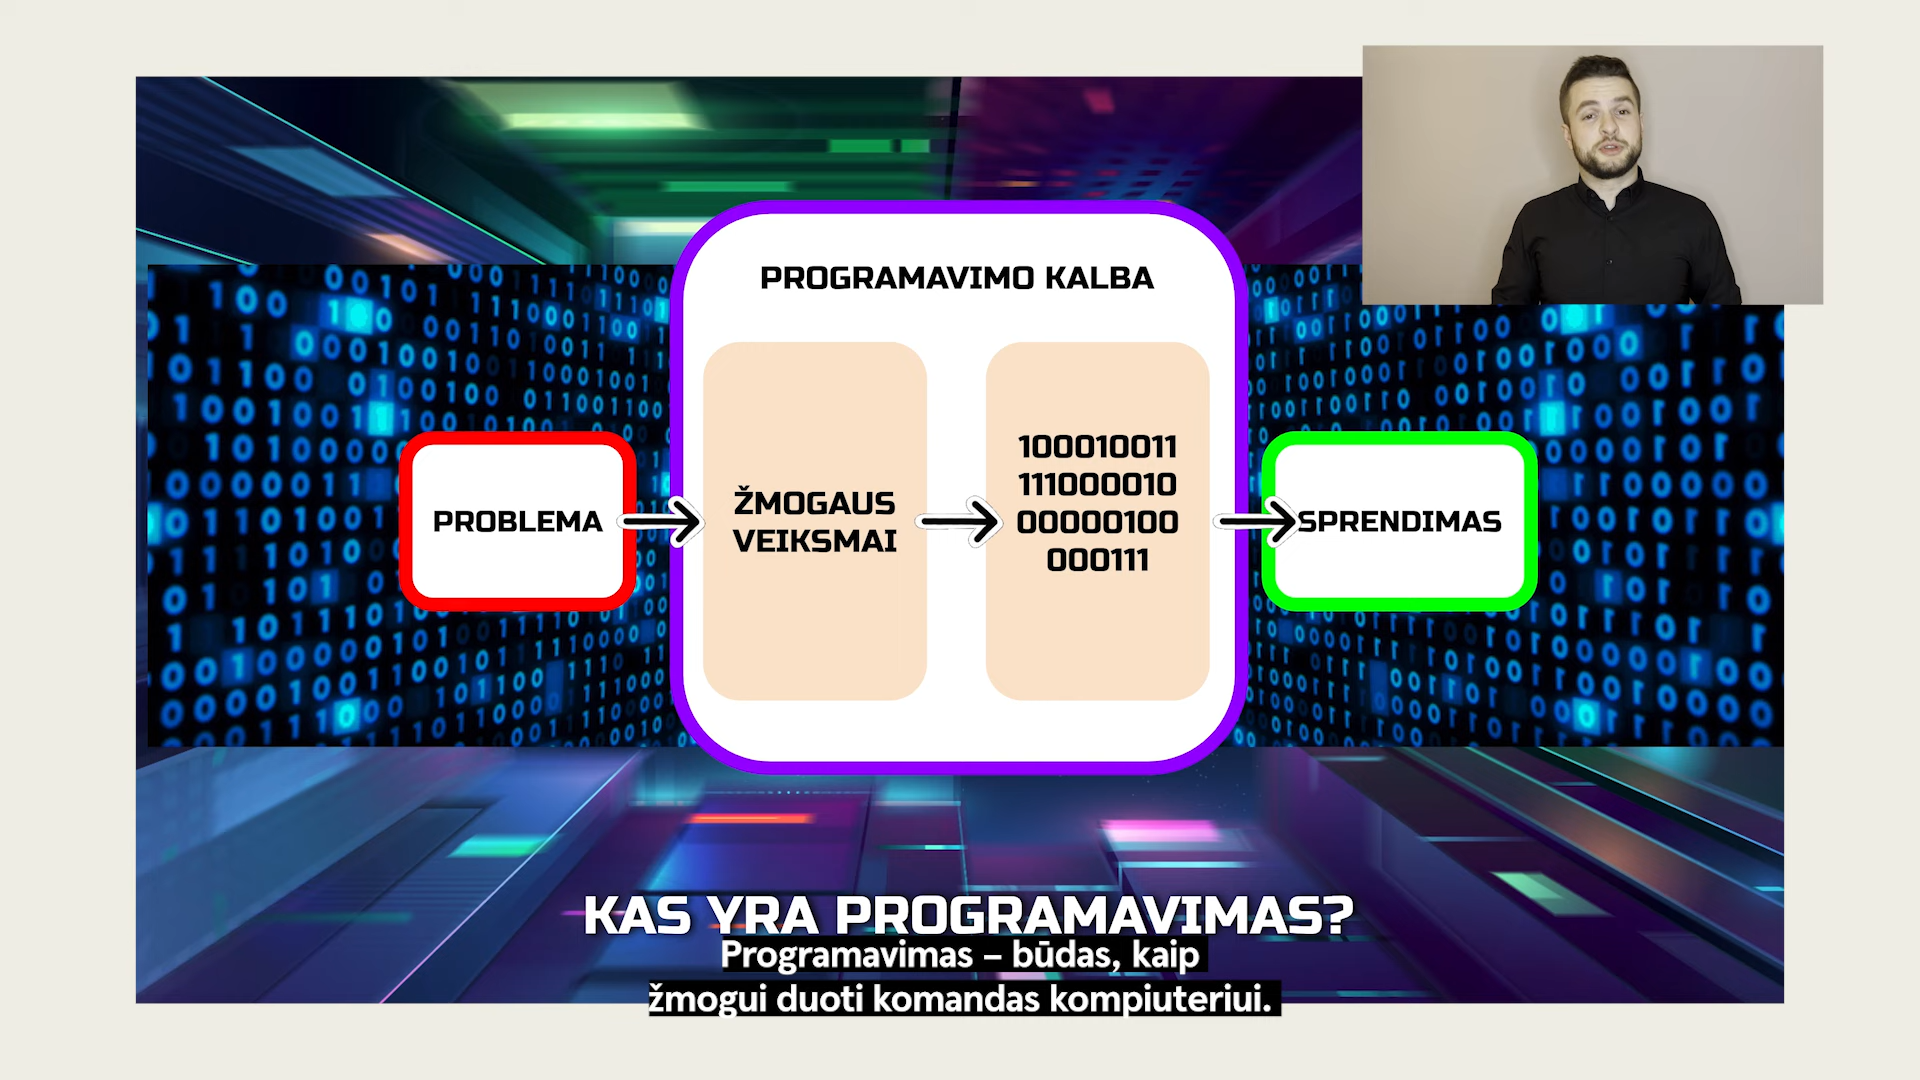 PROGRAMAVIMO KALBA
PROBLEMA
ŽMOGAUS
VEIKSMAI
100010011
111000010
00000100
000111
SPRENDIMAS
KAS YRA PROGRAMAVIMAS?
Programavimas – būdas, kaip
žmogui duoti komandas kompiuteriui.